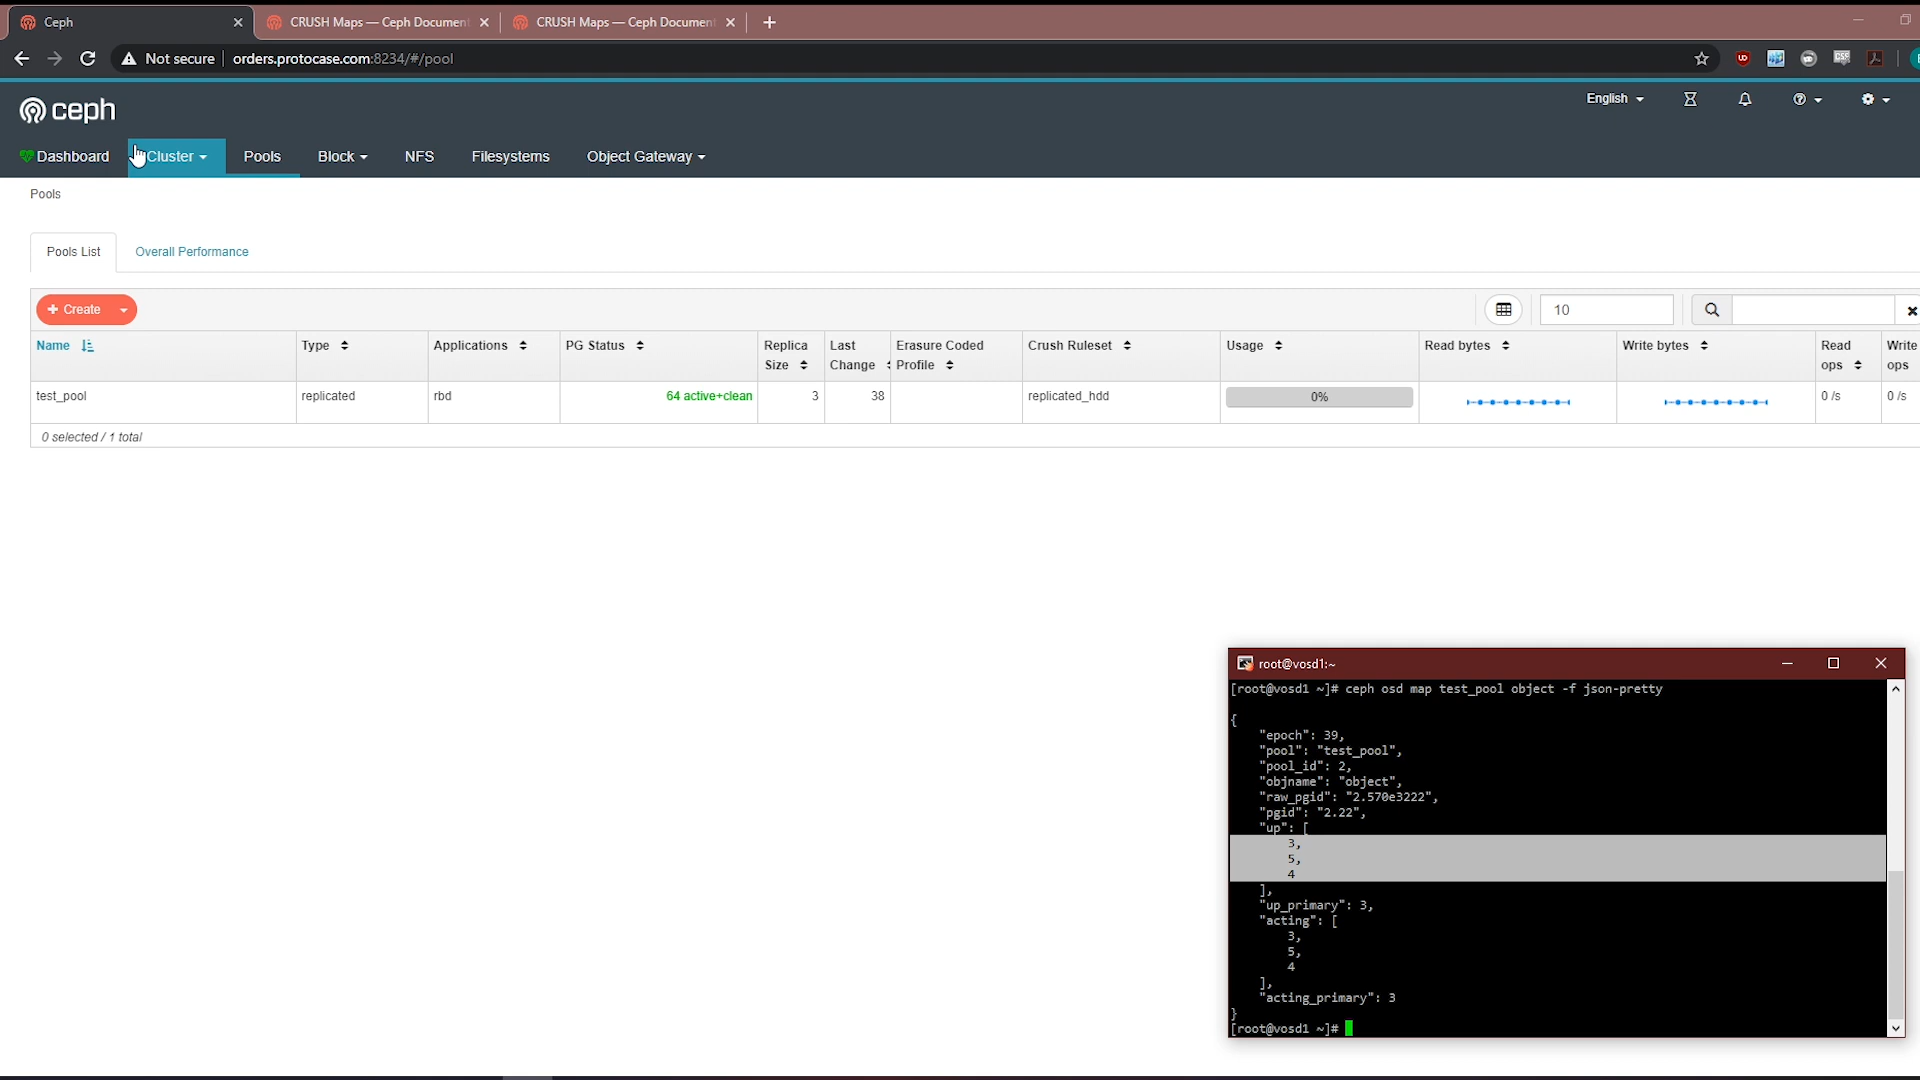 Ceph
CRUSH Maps — Ceph Document
CRUSH Maps — Ceph Document
Not secure
orders.protocase.com:8234/#/pool
ceph
English
Dashboard
Cluster
Pools
Block
NFS
Filesystems
Object Gateway
Pools
Pools List
Overall Performance
+ Create
10
Name
Type
Applications
PG Status
Replica
Size
Last
Change
Erasure Coded
Profile
Crush Ruleset
Usage
Read bytes
Write bytes
Read
ops
Write
ops
test_pool
replicated
rbd
64 active+clean
3
38
replicated_hdd
0%
0 /s
0 /s
0 selected / 1 total
root@vosd1:~
[root@vosd1 ~]# ceph osd map test_pool object -f json-pretty
{
"epoch": 39,
"pool": "test_pool",
"pool_id": 2,
"objname": "object",
"raw_pgid": "2.570e3222",
"pgid": "2.22",
"up": [
3,
5,
4
],
"up_primary": 3,
"acting": [
3,
5,
4
],
"acting_primary": 3
}
[root@vosd1 ~]#